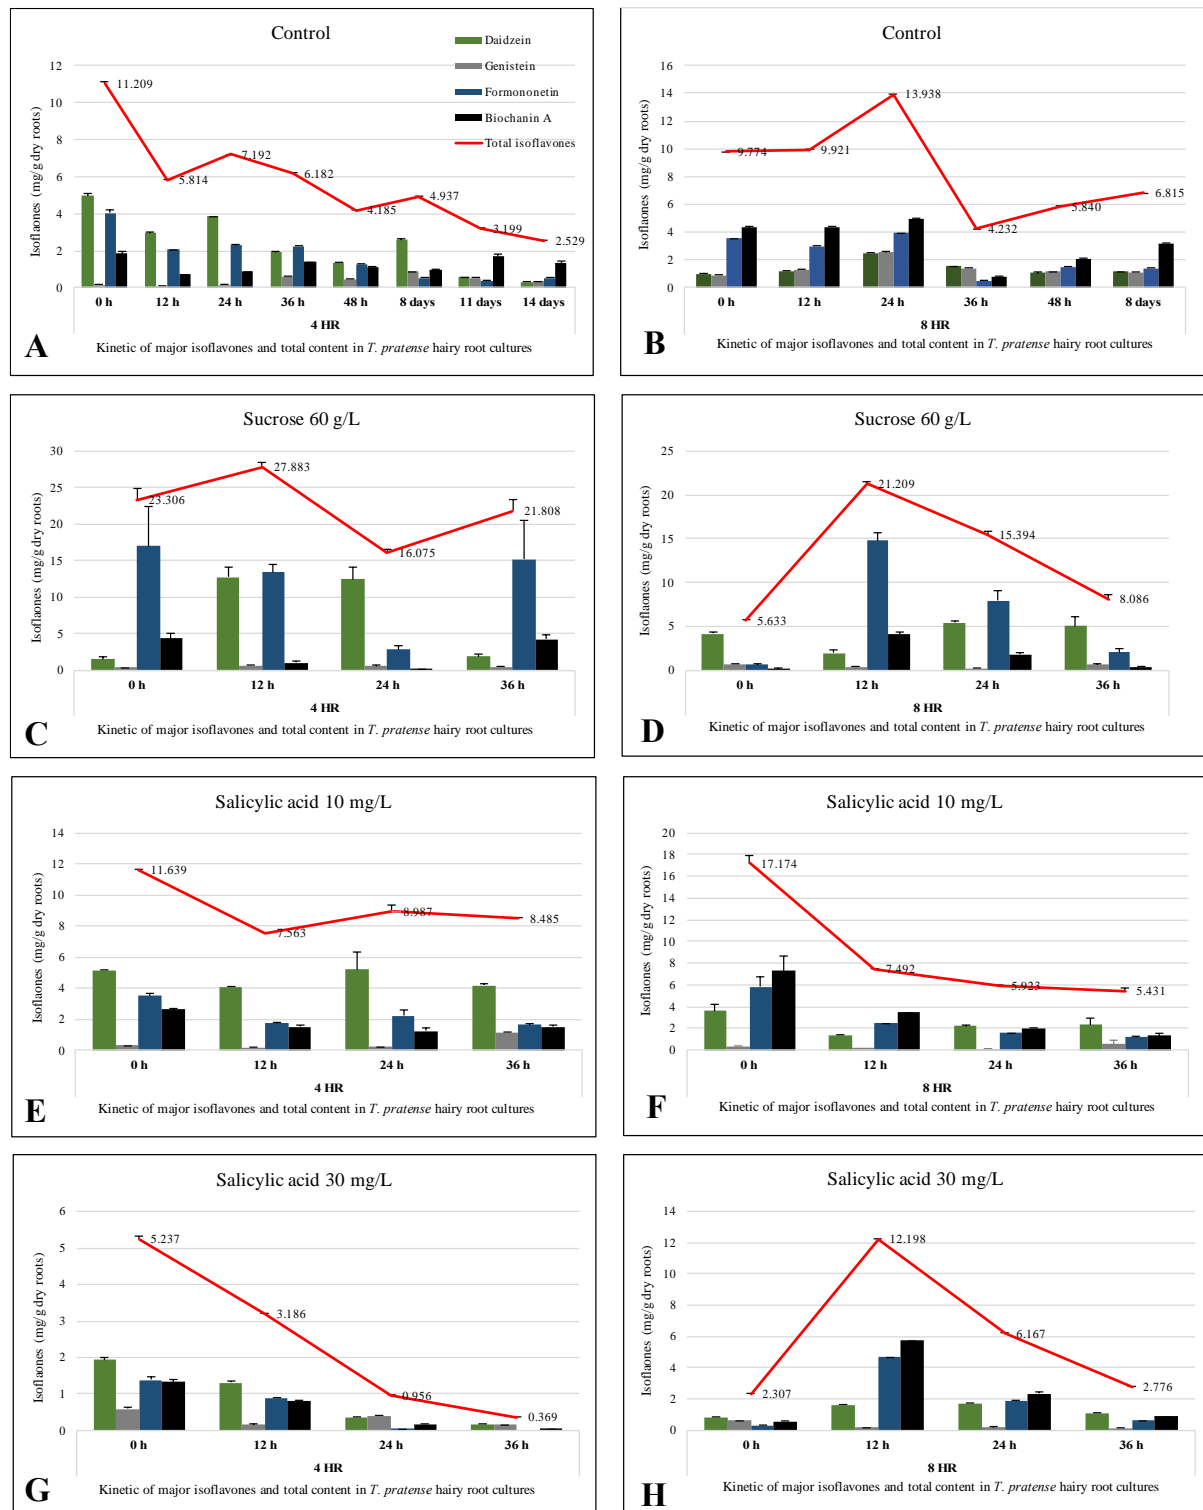 Control
Daidzein
Genistein
Formononetin
Biochanin A
Total isoflavones
Isoflaones (mg/g dry roots)
12
10
8
6
4
2
0
11.209
5.814
7.192
6.182
4.185
4.937
3.199
2.529
0 h 12 h 24 h 36 h 48 h 8 days 11 days 14 days
4 HR
A
Kinetic of major isoflavones and total content in T. pratense hairy root cultures
Control
Isoflaones (mg/g dry roots)
16
14
12
10
8
6
4
2
0
9.774
9.921
13.938
4.232
5.840
6.815
0 h 12 h 24 h 36 h 48 h 8 days
8 HR
B
Kinetic of major isoflavones and total content in T. pratense hairy root cultures
Sucrose 60 g/L
Isoflaones (mg/g dry roots)
30
25
20
15
10
5
0
23.306
27.883
16.075
21.808
0 h 12 h 24 h 36 h
4 HR
C
Kinetic of major isoflavones and total content in T. pratense hairy root cultures
Sucrose 60 g/L
Isoflaones (mg/g dry roots)
25
20
15
10
5
0
5.633
21.209
15.394
8.086
0 h 12 h 24 h 36 h
8 HR
D
Kinetic of major isoflavones and total content in T. pratense hairy root cultures
Salicylic acid 10 mg/L
Isoflaones (mg/g dry roots)
14
12
10
8
6
4
2
0
11.639
7.563
8.987
8.485
0 h 12 h 24 h 36 h
4 HR
E
Kinetic of major isoflavones and total content in T. pratense hairy root cultures
Salicylic acid 10 mg/L
Isoflaones (mg/g dry roots)
20
18
16
14
12
10
8
6
4
2
0
17.174
7.492
5.923
5.431
0 h 12 h 24 h 36 h
8 HR
F
Kinetic of major isoflavones and total content in T. pratense hairy root cultures
Salicylic acid 30 mg/L
Isoflaones (mg/g dry roots)
6
5
4
3
2
1
0
5.237
3.186
0.956
0.369
0 h 12 h 24 h 36 h
4 HR
G
Kinetic of major isoflavones and total content in T. pratense hairy root cultures
Salicylic acid 30 mg/L
Isoflaones (mg/g dry roots)
14
12
10
8
6
4
2
0
2.307
12.198
6.167
2.776
0 h 12 h 24 h 36 h
8 HR
H
Kinetic of major isoflavones and total content in T. pratense hairy root cultures